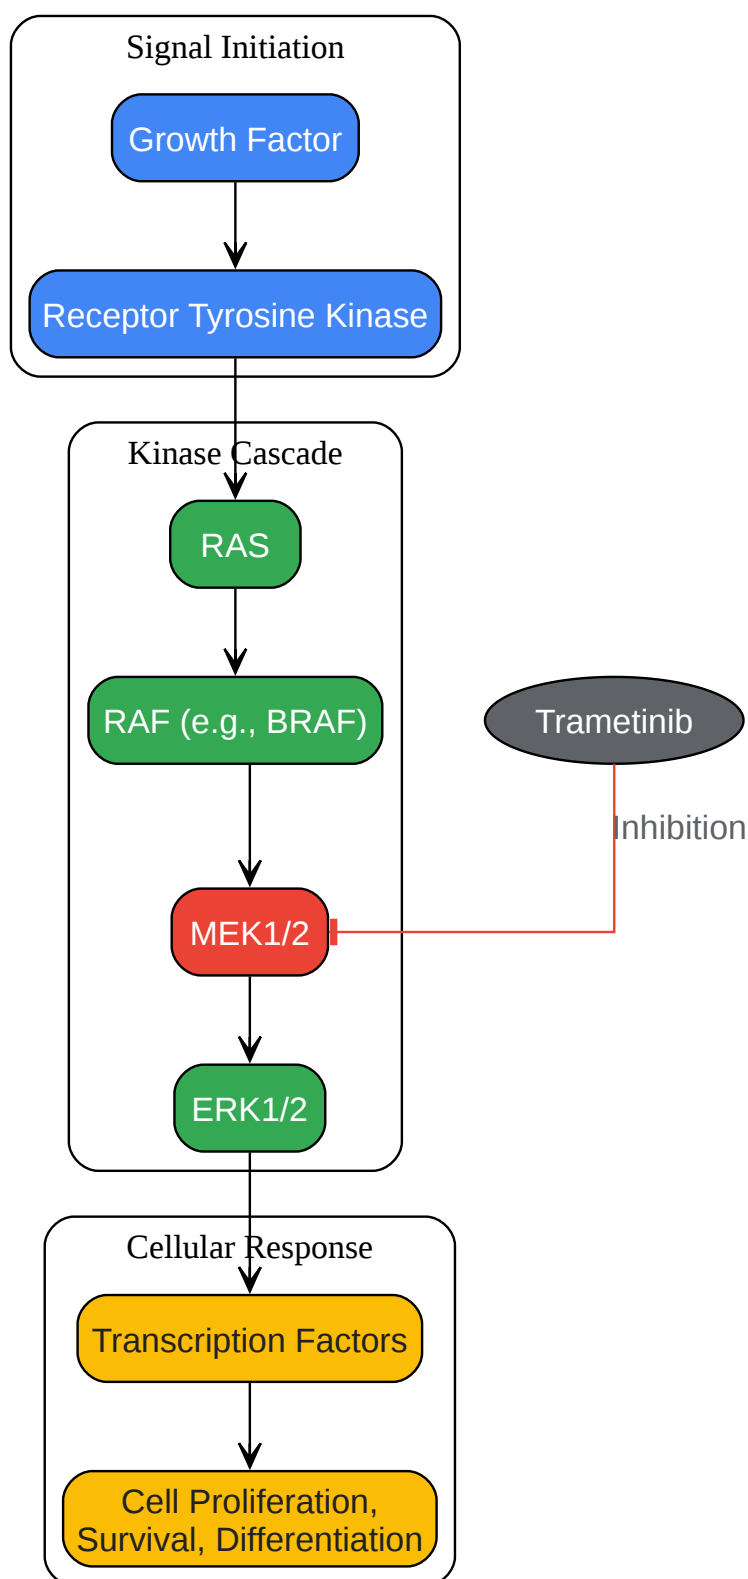 Signal Initiation
Growth Factor
Receptor Tyrosine Kinase
Kinase Cascade
RAS
RAF (e.g., BRAF)
Trametinib
Inhibition
MEK1/2
ERK1/2
Cellular Response
Transcription Factors
Cell Proliferation,
Survival, Differentiation